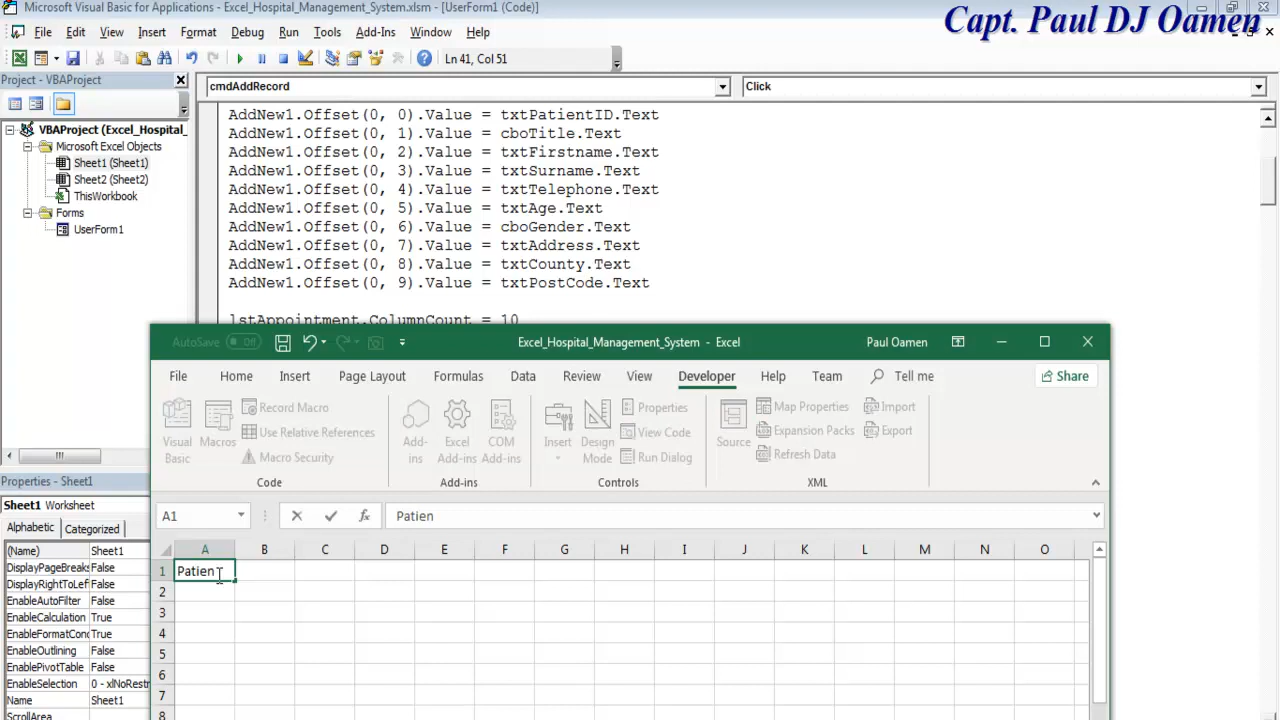 Microsoft Visual Basic for Applications - Excel_Hospital_Management_System.xlsm - [UserForm1 (Code)]
Capt. Paul DJ Oamen
File Edit View Insert Format Debug Run Tools Add-Ins Window Help
Ln 41, Col 51
Project - VBAProject
cmdAddRecord
Click
VBAProject (Excel_Hospital_
Microsoft Excel Objects
Sheet1 (Sheet1)
Sheet2 (Sheet2)
ThisWorkbook
Forms
UserForm1
AddNew1.Offset(0, 0).Value = txtPatientID.Text
AddNew1.Offset(0, 1).Value = cboTitle.Text
AddNew1.Offset(0, 2).Value = txtFirstname.Text
AddNew1.Offset(0, 3).Value = txtSurname.Text
AddNew1.Offset(0, 4).Value = txtTelephone.Text
AddNew1.Offset(0, 5).Value = txtAge.Text
AddNew1.Offset(0, 6).Value = cboGender.Text
AddNew1.Offset(0, 7).Value = txtAddress.Text
AddNew1.Offset(0, 8).Value = txtCounty.Text
AddNew1.Offset(0, 9).Value = txtPostCode.Text
lstAppointment.ColumnCount = 10
Properties - Sheet1
Sheet1 Worksheet
Alphabetic Categorized
(Name) Sheet1
DisplayPageBreaks False
DisplayRightToLef False
EnableAutoFilter False
EnableCalculation True
EnableFormatConc True
EnableOutlining False
EnablePivotTable False
EnableSelection 0 - xlNoRestr
Name Sheet1
ScrollArea
AutoSave Off
Excel_Hospital_Management_System - Excel
Paul Oamen
File Home Insert Page Layout Formulas Data Review View Developer Help Team Tell me Share
Visual Basic
Macros
Record Macro
Use Relative References
Macro Security
Code
Add-ins
Excel Add-ins
COM Add-ins
Add-ins
Insert
Design Mode
Properties
View Code
Run Dialog
Controls
Source
Map Properties
Expansion Packs
Refresh Data
Import
Export
XML
A1
fx
Patien
A B C D E F G H I J K L M N O
1 Patien
2
3
4
5
6
7
8